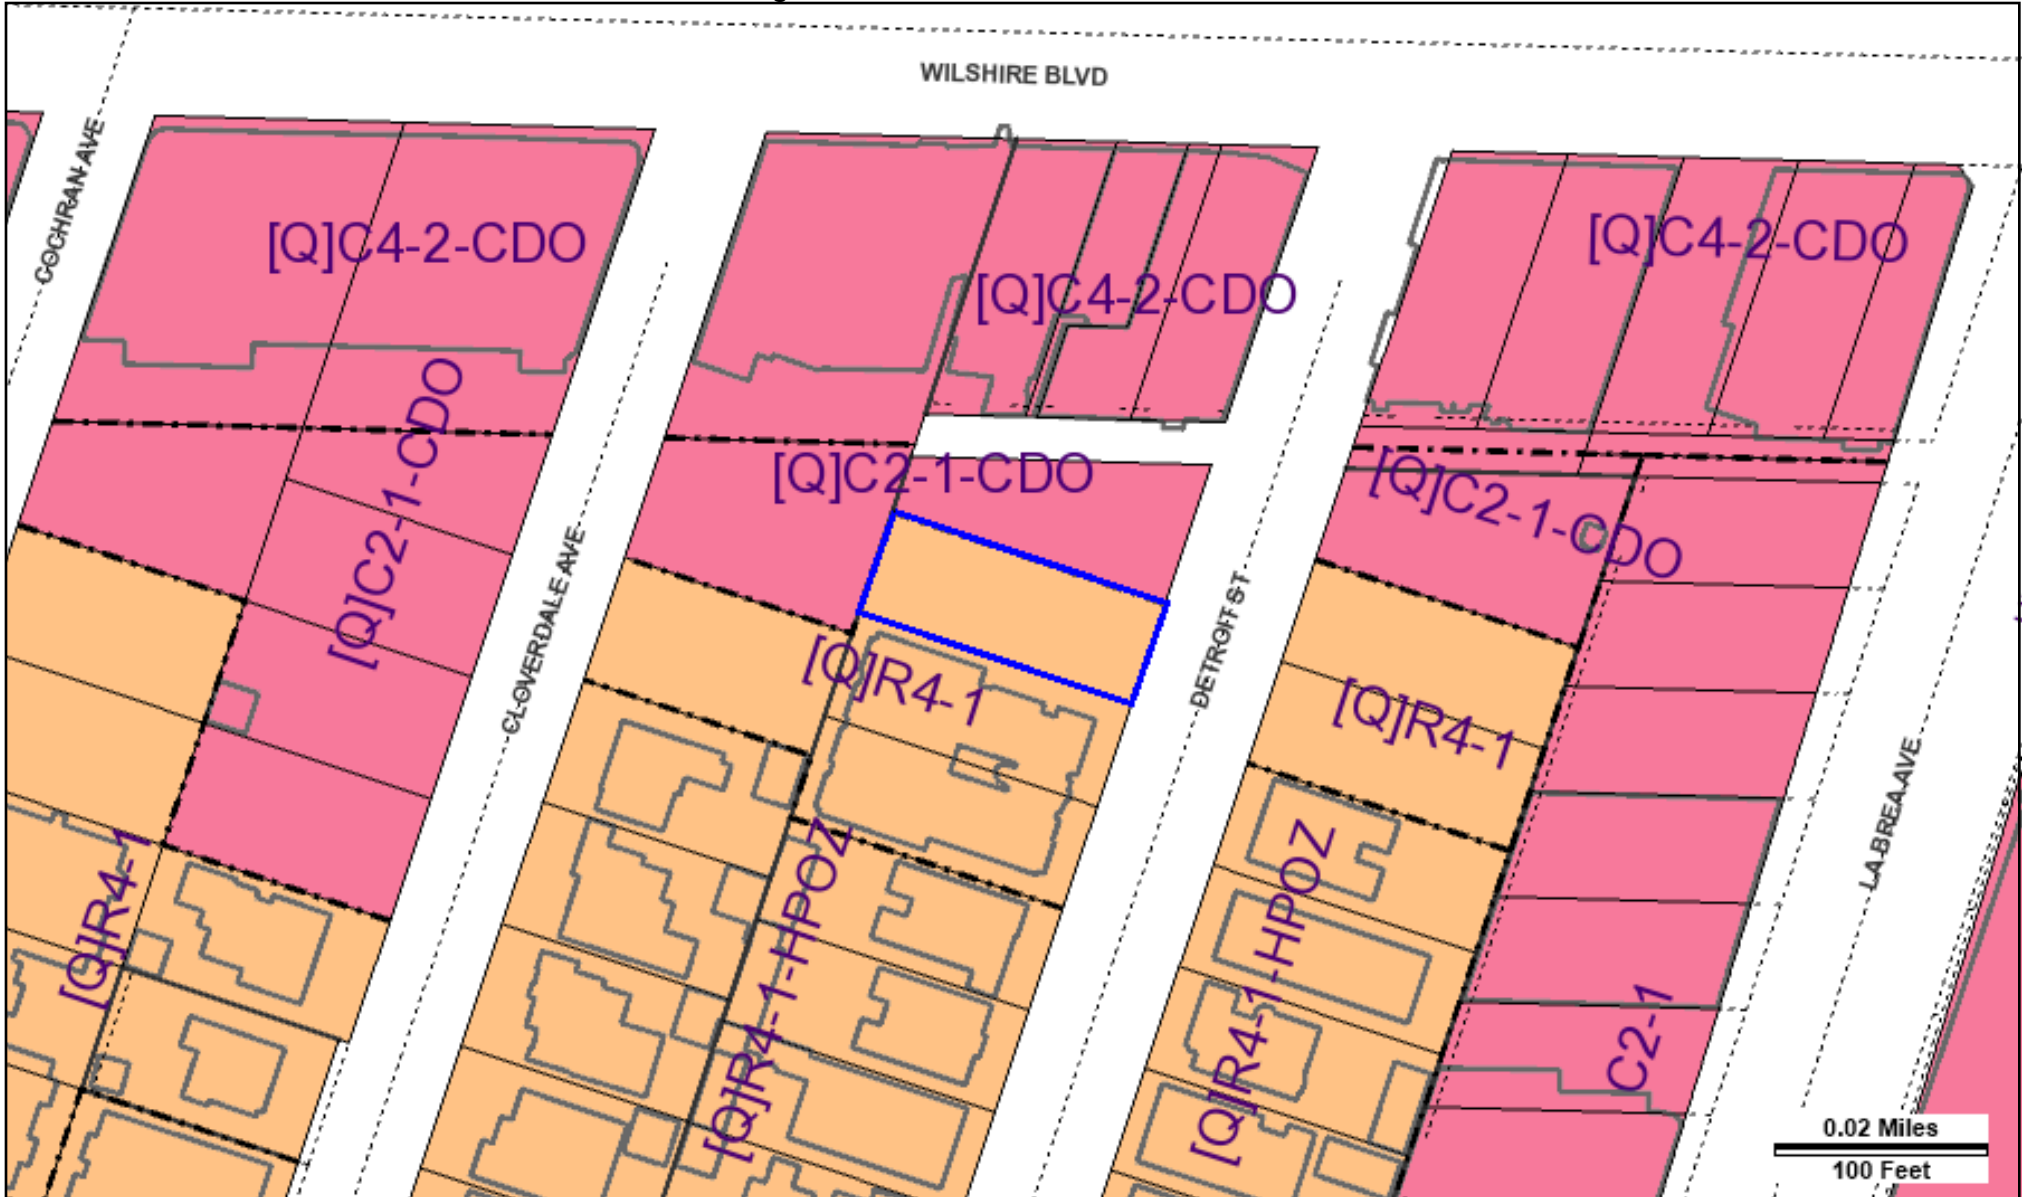 WILSHIRE BLVD
COCHRAN AVE
[Q]C4-2-CDO
[Q]C4-2-CDO
[Q]C4-2-CDO
[Q]C2-1-CDO
[Q]C2-1-CDO
[Q]C2-1-CDO
CLOVERDALE AVE
DETROIT ST
[Q]R4-1
[Q]R4-1
LA BREA AVE
[Q]R4-1
[Q]R4-1-HPOZ
[Q]R4-1-HPOZ
C2-1
0.02 Miles
100 Feet